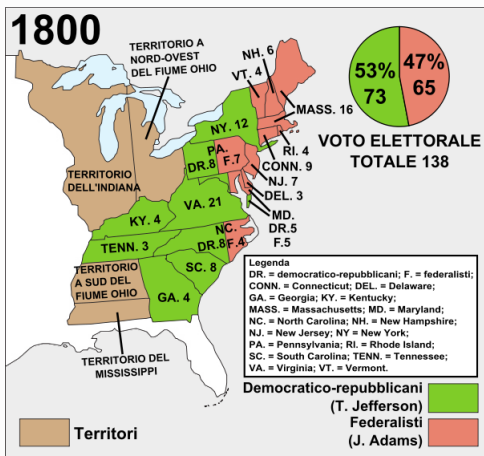 1800
TERRITORIO A
NORD-OVEST
DEL FIUME OHIO
NH. 6
VT. 4
53%
73
47%
65
MASS. 16
NY. 12
VOTO ELETTORALE
TOTALE 138
RI. 4
CONN. 9
PA.
DR.8
F.7
NJ. 7
DEL. 3
TERRITORIO
DELL'INDIANA
MD.
DR.5
F.5
VA. 21
KY. 4
NC.
DR.8
F.4
TENN. 3
SC. 8
TERRITORIO
A SUD DEL
FIUME OHIO
GA. 4
TERRITORIO DEL
MISSISSIPPI
Legenda
DR. = democratico-repubblicani; F. = federalisti;
CONN. = Connecticut; DEL. = Delaware;
GA. = Georgia; KY. = Kentucky;
MASS. = Massachusetts; MD. = Maryland;
NC. = North Carolina; NH. = New Hampshire;
NJ. = New Jersey; NY = New York;
PA. = Pennsylvania; RI. = Rhode Island;
SC. = South Carolina; TENN. = Tennessee;
VA. = Virginia; VT. = Vermont.
Democratico-repubblicani
(T. Jefferson)
Federalisti
(J. Adams)
Territori